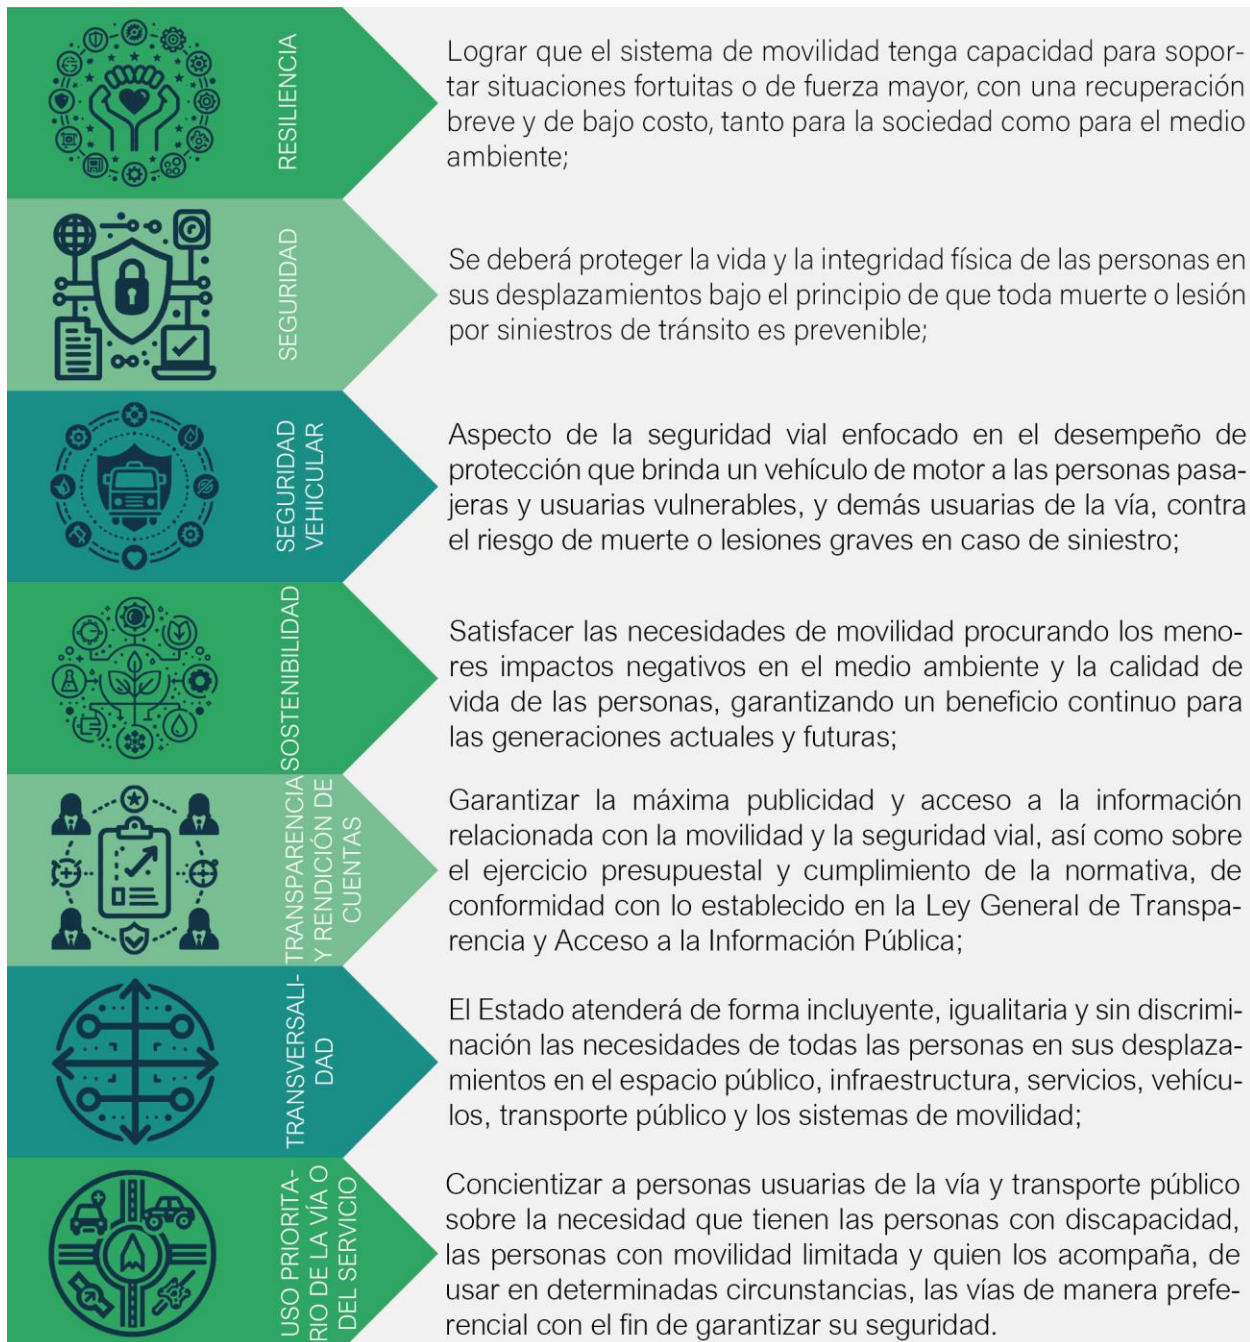 RESILIENCIA
Lograr que el sistema de movilidad tenga capacidad para sopor-
tar situaciones fortuitas o de fuerza mayor, con una recuperación
breve y de bajo costo, tanto para la sociedad como para el medio
ambiente;
SEGURIDAD
Se deberá proteger la vida y la integridad física de las personas en
sus desplazamientos bajo el principio de que toda muerte o lesión
por siniestros de tránsito es prevenible;
SEGURIDAD
VEHICULAR
Aspecto de la seguridad vial enfocado en el desempeño de
protección que brinda un vehículo de motor a las personas pasa-
jeras y usuarias vulnerables, y demás usuarias de la vía, contra
el riesgo de muerte o lesiones graves en caso de siniestro;
SOSTENIBILIDAD
Satisfacer las necesidades de movilidad procurando los meno-
res impactos negativos en el medio ambiente y la calidad de
vida de las personas, garantizando un beneficio continuo para
las generaciones actuales y futuras;
TRANSPARENCIA
Y RENDICIÓN DE
CUENTAS
Garantizar la máxima publicidad y acceso a la información
relacionada con la movilidad y la seguridad vial, así como sobre
el ejercicio presupuestal y cumplimiento de la normativa, de
conformidad con lo establecido en la Ley General de Transpa-
rencia y Acceso a la Información Pública;
TRANSVERSALI-
DAD
El Estado atenderá de forma incluyente, igualitaria y sin discrimi-
nación las necesidades de todas las personas en sus desplaza-
mientos en el espacio público, infraestructura, servicios, vehícu-
los, transporte público y los sistemas de movilidad;
USO PRIORITA-
RIO DE LA VÍA O
DEL SERVICIO
Concientizar a personas usuarias de la vía y transporte público
sobre la necesidad que tienen las personas con discapacidad,
las personas con movilidad limitada y quien los acompaña, de
usar en determinadas circunstancias, las vías de manera prefe-
rencial con el fin de garantizar su seguridad.